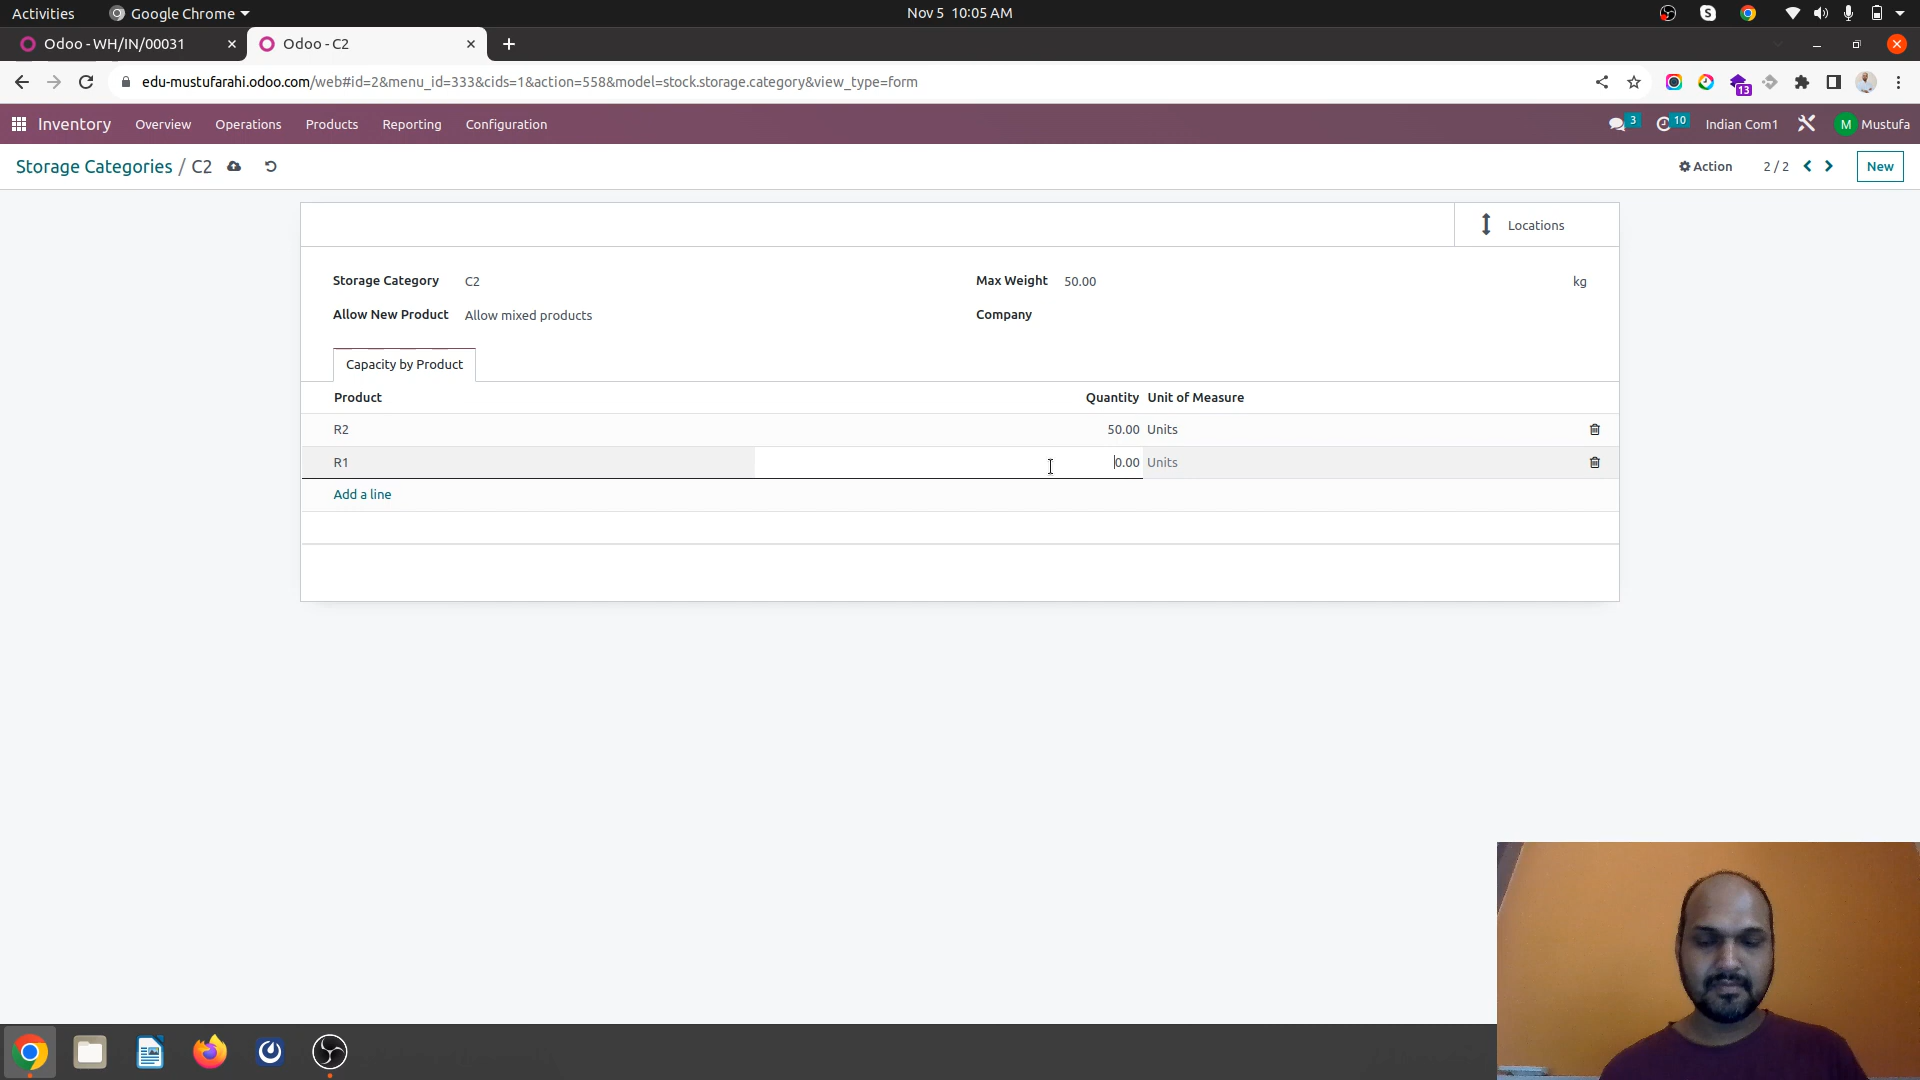 Activities
Google Chrome
Nov 5 10:05 AM
Odoo - WH/IN/00031
Odoo - C2
edu-mustufarahi.odoo.com/web#id=2&menu_id=333&cids=1&action=558&model=stock.storage.category&view_type=form
13
Inventory
Overview
Operations
Products
Reporting
Configuration
3
10
Indian Com1
M
Mustufa
Storage Categories / C2
Action
2 / 2
New
Locations
Storage Category
C2
Max Weight
50.00
kg
Allow New Product
Allow mixed products
Company
Capacity by Product
Product
Quantity
Unit of Measure
R2
50.00
Units
R1
0.00
Units
Add a line